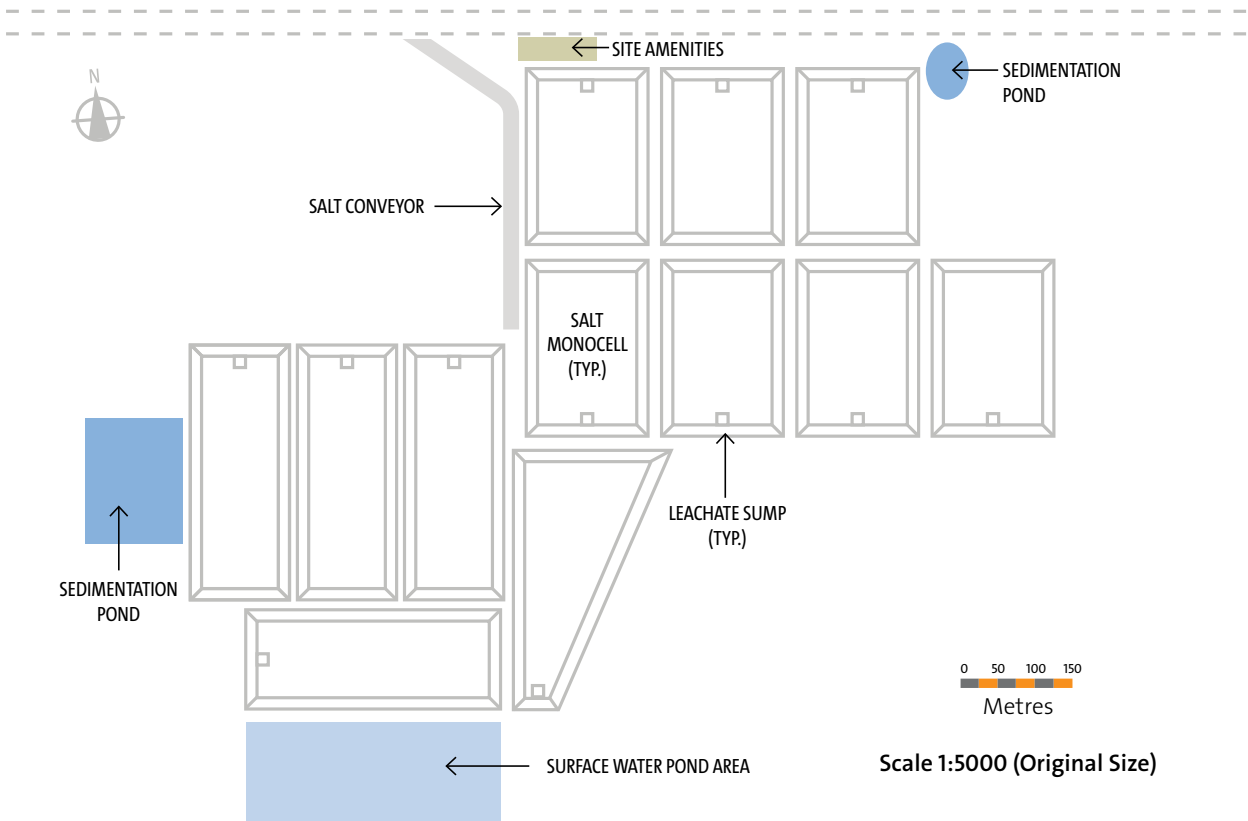 SITE AMENITIES
SEDIMENTATION
POND
N
SALT CONVEYOR
SALT
MONOCELL
(TYP.)
LEACHATE SUMP
(TYP.)
SEDIMENTATION
POND
0 50 100 150
Metres
SURFACE WATER POND AREA
Scale 1:5000 (Original Size)